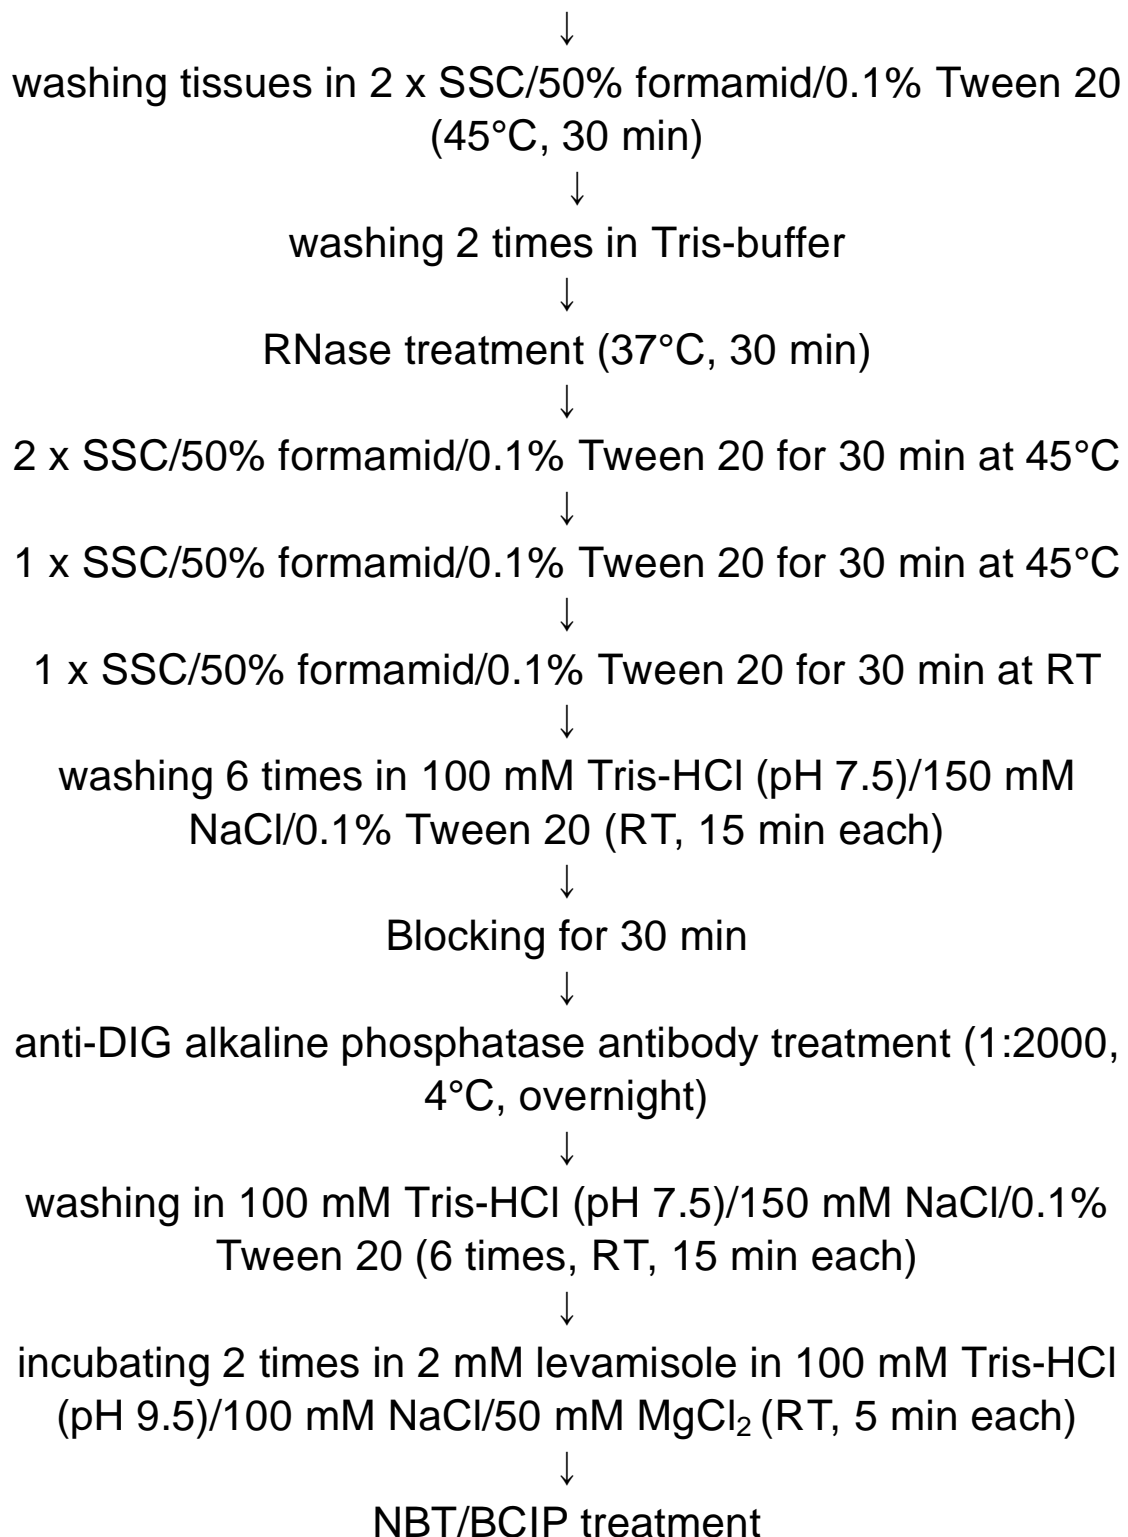 ↓
washing tissues in 2 x SSC/50% formamid/0.1% Tween 20
(45°C, 30 min)
↓
washing 2 times in Tris-buffer
↓
RNase treatment (37°C, 30 min)
↓
2 x SSC/50% formamid/0.1% Tween 20 for 30 min at 45°C
↓
1 x SSC/50% formamid/0.1% Tween 20 for 30 min at 45°C
↓
1 x SSC/50% formamid/0.1% Tween 20 for 30 min at RT
↓
washing 6 times in 100 mM Tris-HCl (pH 7.5)/150 mM
NaCl/0.1% Tween 20 (RT, 15 min each)
↓
Blocking for 30 min
↓
anti-DIG alkaline phosphatase antibody treatment (1:2000,
4°C, overnight)
↓
washing in 100 mM Tris-HCl (pH 7.5)/150 mM NaCl/0.1%
Tween 20 (6 times, RT, 15 min each)
↓
incubating 2 times in 2 mM levamisole in 100 mM Tris-HCl
(pH 9.5)/100 mM NaCl/50 mM MgCl₂ (RT, 5 min each)
↓
NBT/BCIP treatment